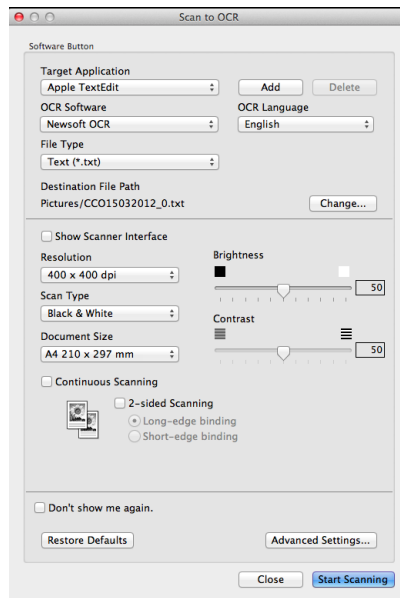 Scan to OCR
Software Button
Target Application
Apple TextEdit Add Delete
OCR Software OCR Language
Newsoft OCR English
File Type
Text (*.txt)
Destination File Path
Pictures/CCO15032012_0.txt Change...
Show Scanner Interface
Resolution Brightness
400 x 400 dpi 50
Scan Type
Black & White Contrast
Document Size
A4 210 x 297 mm 50
Continuous Scanning
2-sided Scanning
Long-edge binding
Short-edge binding
Don't show me again.
Restore Defaults Advanced Settings...
Close Start Scanning